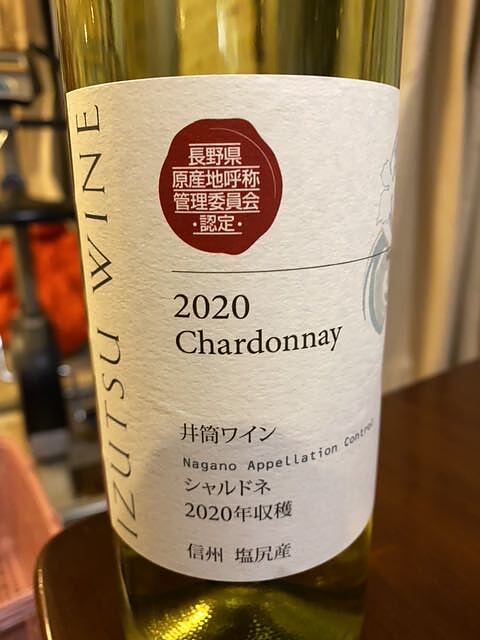 IZUTSU WINE
長野県
原産地呼称
管理委員会
・認定・
2020
Chardonnay
井筒ワイン
Nagano Appellation Control
シャルドネ
2020年収穫
信州 塩尻産